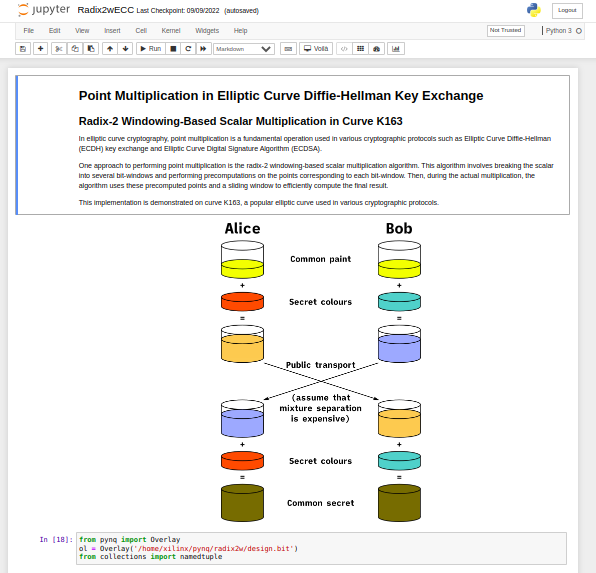 jupyter Radix2wECC Last Checkpoint: 09/09/2022 (autosaved)
Logout
File Edit View Insert Cell Kernel Widgets Help
Not Trusted Python 3
Run Markdown Voilà
Point Multiplication in Elliptic Curve Diffie-Hellman Key Exchange
Radix-2 Windowing-Based Scalar Multiplication in Curve K163
In elliptic curve cryptography, point multiplication is a fundamental operation used in various cryptographic protocols such as Elliptic Curve Diffie-Hellman
(ECDH) key exchange and Elliptic Curve Digital Signature Algorithm (ECDSA).
One approach to performing point multiplication is the radix-2 windowing-based scalar multiplication algorithm. This algorithm involves breaking the scalar
into several bit-windows and performing precomputations on the points corresponding to each bit-window. Then, during the actual multiplication, the
algorithm uses these precomputed points and a sliding window to efficiently compute the final result.
This implementation is demonstrated on curve K163, a popular elliptic curve used in various cryptographic protocols.
Alice Bob
Common paint
+ +
Secret colours
= =
Public transport
(assume that
mixture separation
is expensive)
+ +
Secret colours
= =
Common secret
In [18]: from pynq import Overlay
ol = Overlay('/home/xilinx/pynq/radix2w/design.bit')
from collections import namedtuple